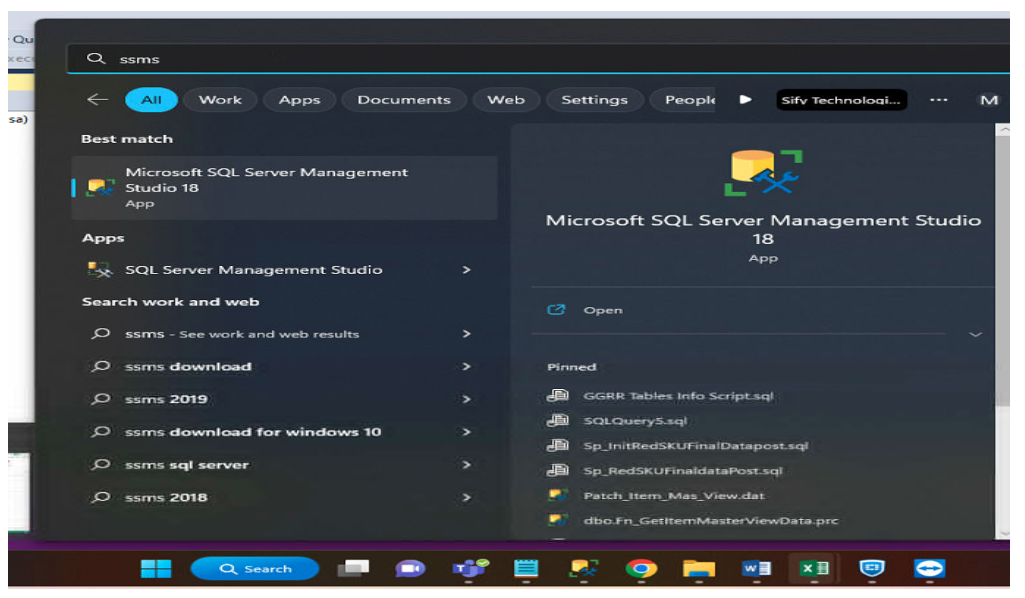 Qu
xec
sa)
ssms
All Work Apps Documents Web Settings People Sify Technologi... ... M
Best match
Microsoft SQL Server Management
Studio 18
App
Apps
SQL Server Management Studio
Search work and web
ssms - See work and web results
ssms download
ssms 2019
ssms download for windows 10
ssms sql server
ssms 2018
Microsoft SQL Server Management Studio
18
App
Open
Pinned
GGRR Tables Info Script.sql
SQLQuery5.sql
Sp_InitRedSKUFinalDatapost.sql
Sp_RedSKUFinaldataPost.sql
Patch_Item_Mas_View.dat
dbo.Fn_GetItemMasterViewData.prc
Search